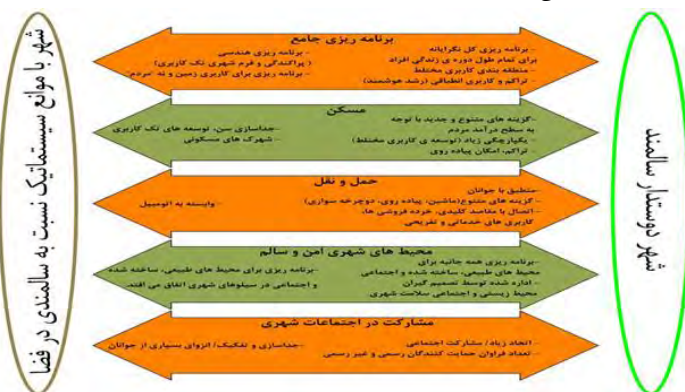 شهر دوستدار سالمند
برنامه ریزی جامع
- برنامه ریزی کل نگرایانه
برای تمام طول دوره ی زندگی افراد
- منطقه بندی کاربری مختلط
- تراکم و کاربری انطباقی (رشد هوشمند)
- برنامه ریزی هندسی
( پراکندگی و فرم شهری تک کاربری)
- برنامه ریزی برای کاربری زمین و نه "مردم"
مسکن
-گزینه های متنوع و جدید با توجه
به سطح درآمد مردم
- یکپارچگی زیاد (توسعه ی کاربری مختلط)
تراکم، امکان پیاده روی.
-جداسازی سن، توسعه های تک کاربری
- شهرک های مسکونی
حمل و نقل
-منطبق با جوانان
- گزینه های متنوع(ماشین، پیاده روی، دوچرخه سواری)
- اتصال با مقاصد کلیدی، خرده فروشی ها،
کاربری های خدماتی و تفریحی.
- وابسته به اتومبیل
محیط های شهری امن و سالم
-برنامه ریزی همه جانبه برای
محیط های طبیعی، ساخته شده و اجتماعی
- اداره شده توسط تصمیم گیران
محیط زیستی و اجتماعی سلامت شهری.
-برنامه ریزی برای محیط های طبیعی، ساخته شده
و اجتماعی در سیلوهای شهری اتفاق می افتد.
مشارکت در اجتماعات شهری
- اتحاد زیاد/ مشارکت اجتماعی
- تعداد فراوان حمایت کنندگان رسمی و غیر رسمی
-جداسازی و تفکیک/ انزوای بسیاری از جوانان
شهر با موانع سیستماتیک نسبت به سالمندی در فضا